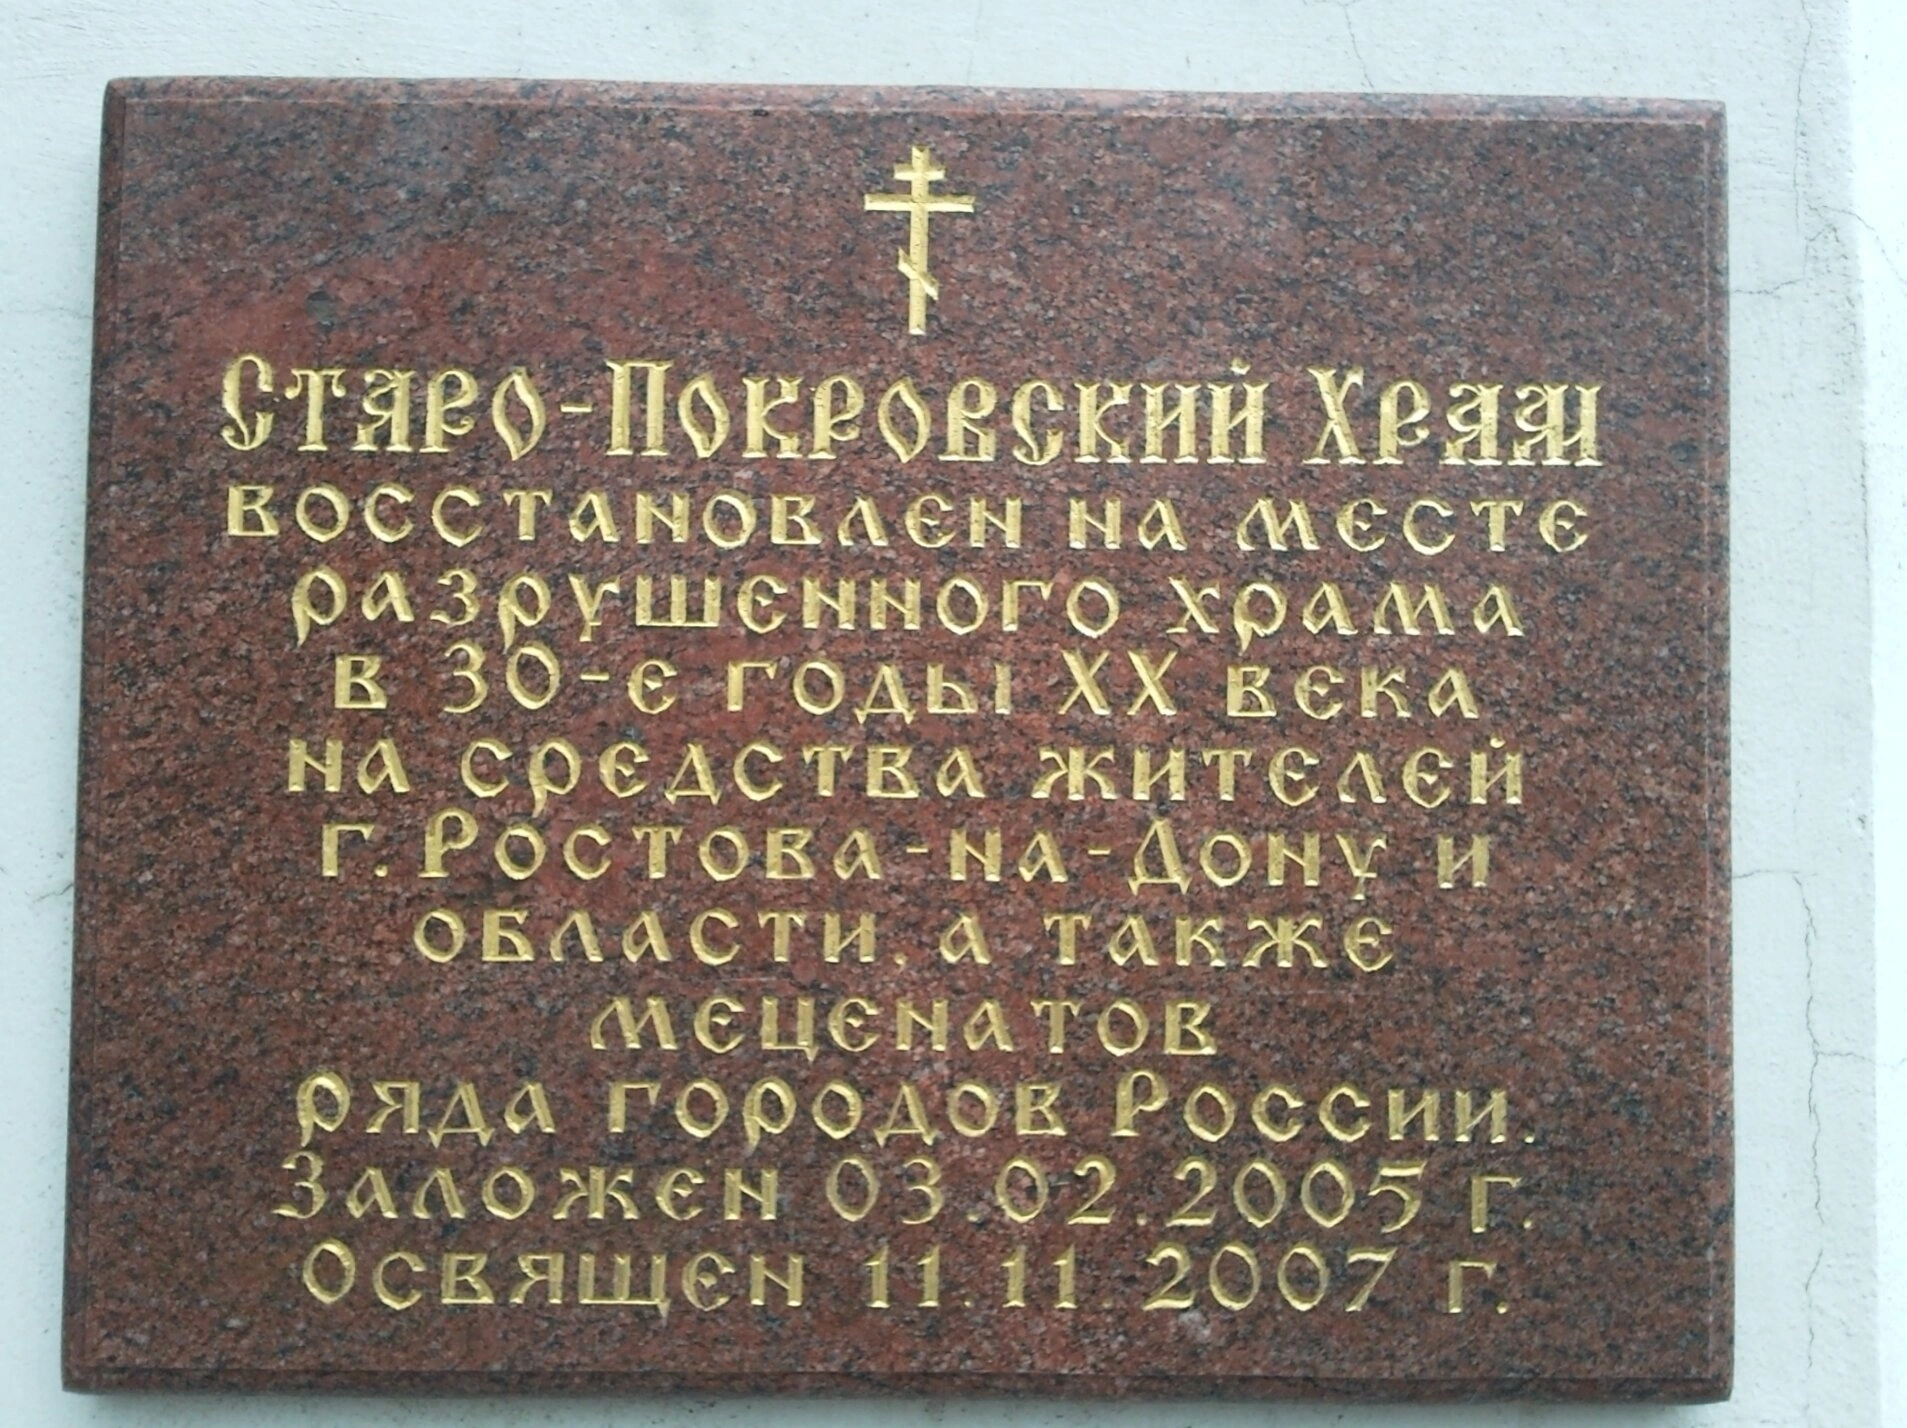 Старо-Покровский Храм
восстановлен на месте
разрушенного храма
в 30-е годы XX века
на средства жителей
г. Ростова-на-Дону и
области, а также
меценатов
ряда городов России.
Заложен 03.02.2005 г.
Освящен 11.11.2007 г.